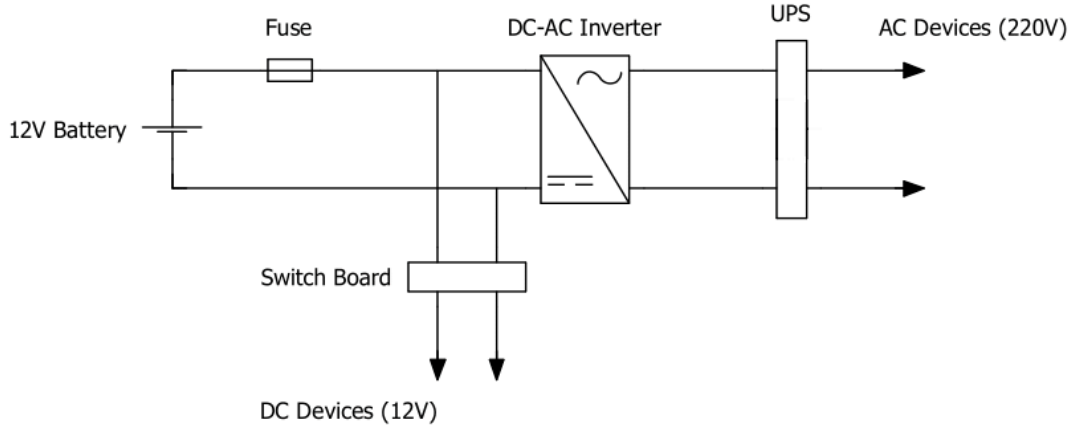 UPS
Fuse
DC-AC Inverter
AC Devices (220V)
12V Battery
Switch Board
DC Devices (12V)